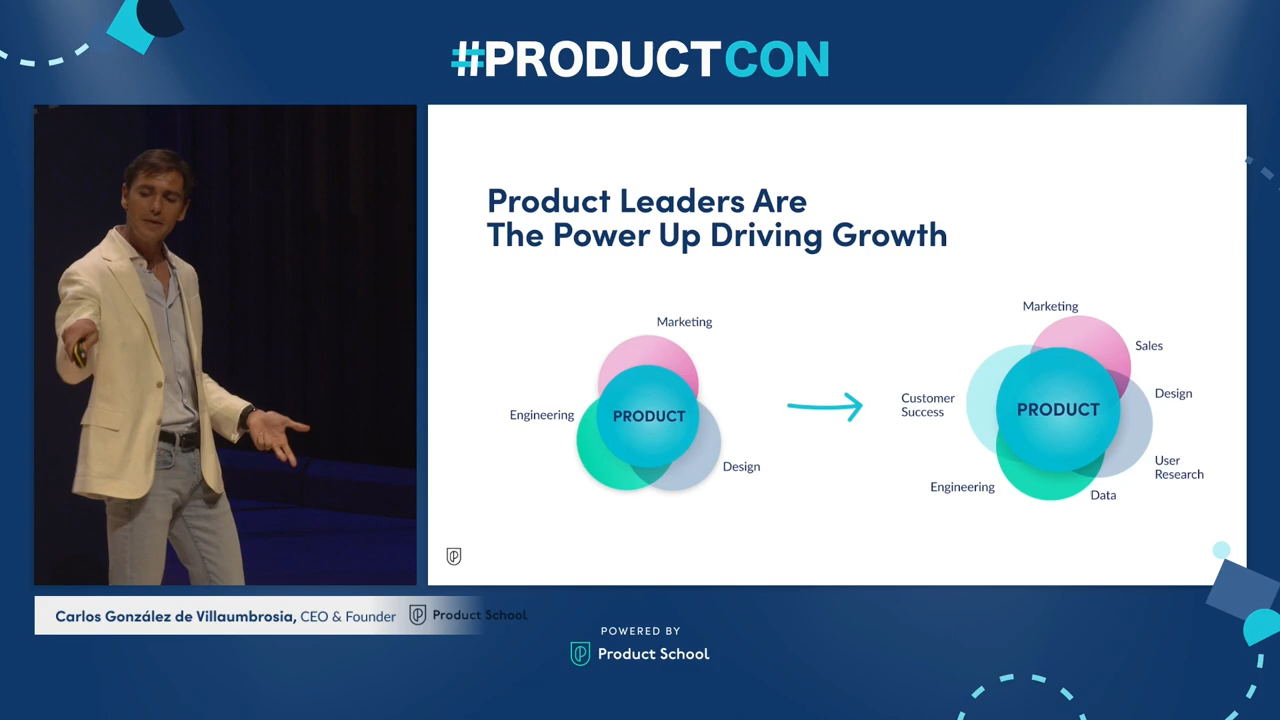 #PRODUCTCON
Product Leaders Are
The Power Up Driving Growth
Marketing
Engineering
PRODUCT
Design
Marketing
Sales
Customer
Success
PRODUCT
Design
User
Research
Engineering
Data
Carlos González de Villaumbrosia, CEO & Founder Product School
POWERED BY
Product School